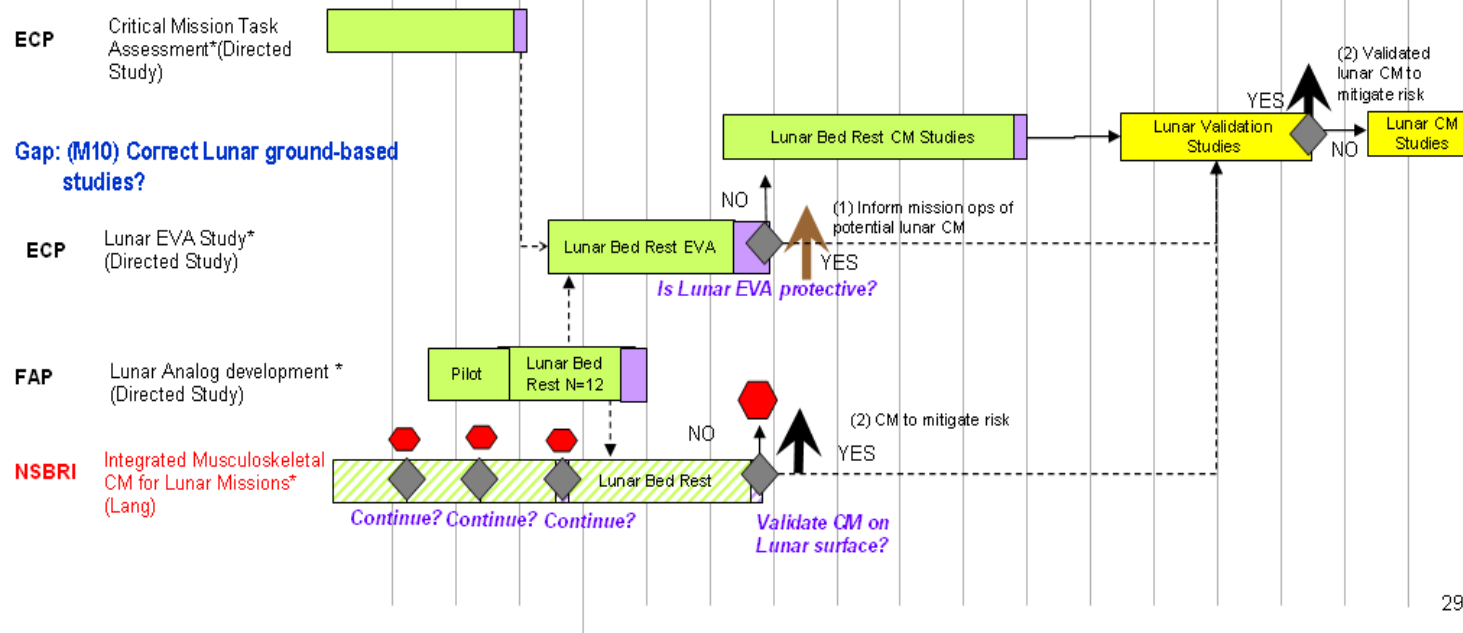 ECP
Critical Mission Task
Assessment*(Directed
Study)
(2) Validated
lunar CM to
mitigate risk
YES
Lunar Bed Rest CM Studies
Lunar Validation
Studies
Lunar CM
Studies
NO
Gap: (M10) Correct Lunar ground-based
studies?
NO
(1) Inform mission ops of
potential lunar CM
ECP
Lunar EVA Study*
(Directed Study)
Lunar Bed Rest EVA
YES
Is Lunar EVA protective?
FAP
Lunar Analog development *
(Directed Study)
Pilot
Lunar Bed
Rest N=12
(2) CM to mitigate risk
NO
YES
NSBRI
Integrated Musculoskeletal
CM for Lunar Missions*
(Lang)
Lunar Bed Rest
Continue? Continue? Continue?
Validate CM on
Lunar surface?
29